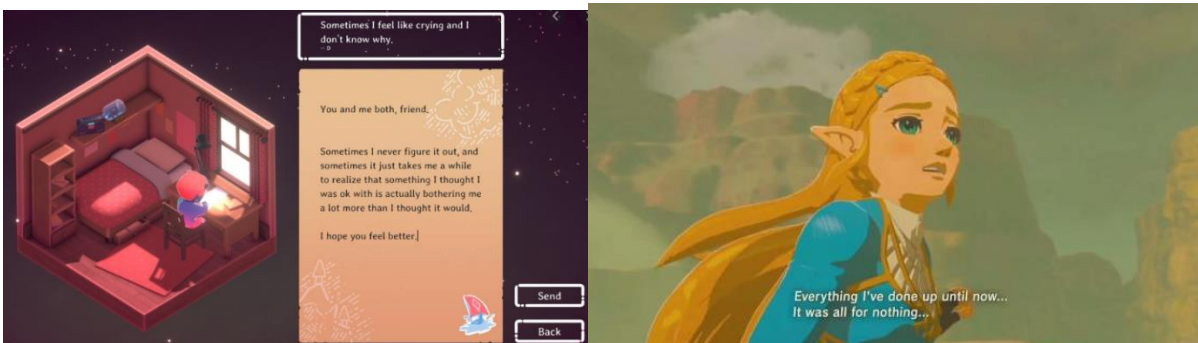 Sometimes I feel like crying and I
don't know why.
– D
You and me both, friend.
Sometimes I never figure it out, and
sometimes it just takes me a while
to realize that something I thought I
was ok with is actually bothering me
a lot more than I thought it would.
I hope you feel better.
Send
Back
Everything I've done up until now...
It was all for nothing...